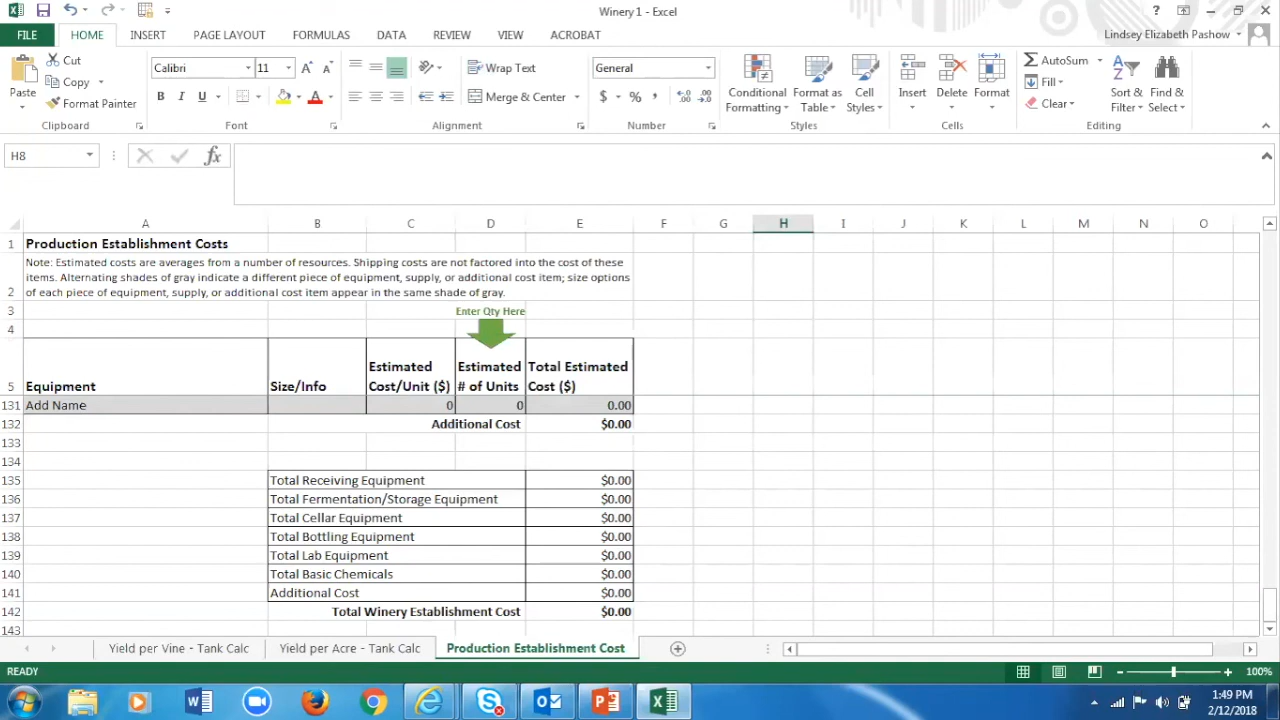 Winery 1 - Excel
?
FILE
HOME
INSERT
PAGE LAYOUT
FORMULAS
DATA
REVIEW
VIEW
ACROBAT
Lindsey Elizabeth Pashow
Paste
Cut
Copy
Format Painter
Clipboard
Calibri
11
A
A
B I U
A
Font
Wrap Text
Merge & Center
Alignment
General
$ % ,
Number
Conditional
Formatting
Format as
Table
Cell
Styles
Styles
Insert
Delete
Format
Cells
AutoSum
Fill
Clear
Sort &
Filter
Find &
Select
Editing
H8
fx
A B C D E F G H I J K L M N O
1 Production Establishment Costs
Note: Estimated costs are averages from a number of resources. Shipping costs are not factored into the cost of these
items. Alternating shades of gray indicate a different piece of equipment, supply, or additional cost item; size options
2 of each piece of equipment, supply, or additional cost item appear in the same shade of gray.
3 Enter Qty Here
4
Estimated Estimated Total Estimated
5 Equipment Size/Info Cost/Unit ($) # of Units Cost ($)
131 Add Name 0 0 0.00
132 Additional Cost $0.00
133
134
135 Total Receiving Equipment $0.00
136 Total Fermentation/Storage Equipment $0.00
137 Total Cellar Equipment $0.00
138 Total Bottling Equipment $0.00
139 Total Lab Equipment $0.00
140 Total Basic Chemicals $0.00
141 Additional Cost $0.00
142 Total Winery Establishment Cost $0.00
143
Yield per Vine - Tank Calc
Yield per Acre - Tank Calc
Production Establishment Cost
READY
100%
1:49 PM
2/12/2018